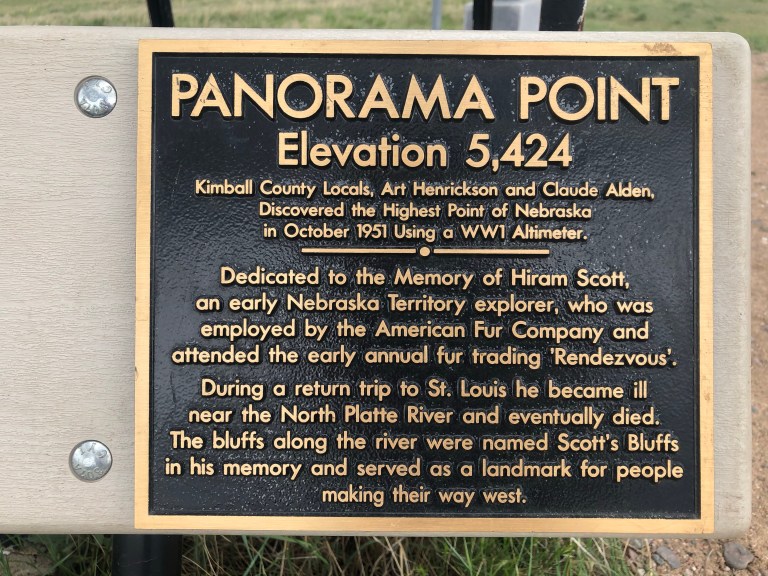 PANORAMA POINT
Elevation 5,424
Kimball County Locals, Art Henrickson and Claude Alden,
Discovered the Highest Point of Nebraska
in October 1951 Using a WW1 Altimeter.
Dedicated to the Memory of Hiram Scott,
an early Nebraska Territory explorer, who was
employed by the American Fur Company and
attended the early annual fur trading 'Rendezvous'.
During a return trip to St. Louis he became ill
near the North Platte River and eventually died.
The bluffs along the river were named Scott's Bluffs
in his memory and served as a landmark for people
making their way west.